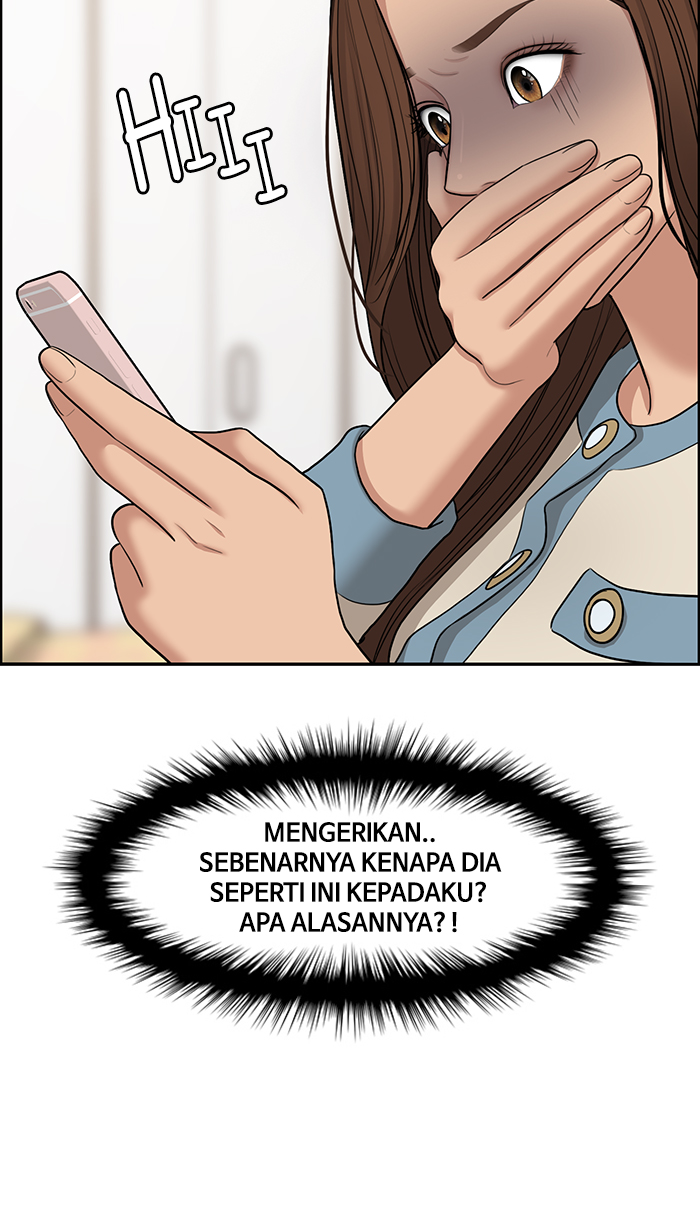 HIII
MENGERIKAN..
SEBENARNYA KENAPA DIA
SEPERTI INI KEPADAKU?
APA ALASANNYA?!